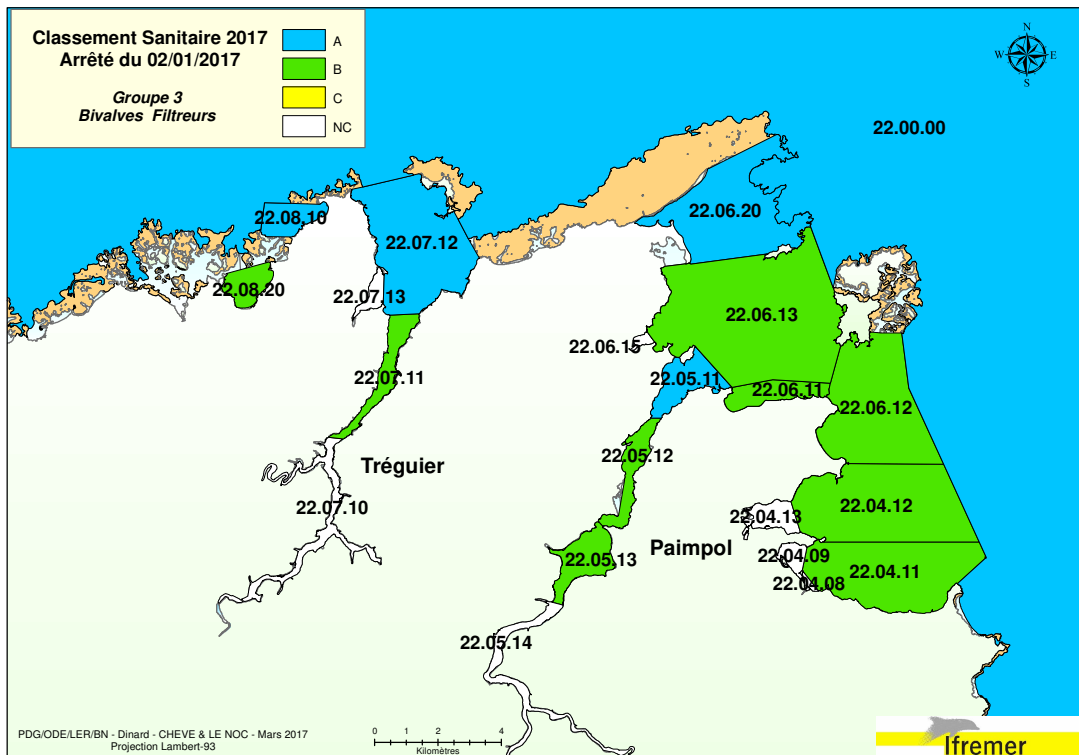 Classement Sanitaire 2017
Arrêté du 02/01/2017
Groupe 3
Bivalves Filtreurs
A
B
C
NC
N
W
E
S
22.00.00
22.08.10
22.06.20
22.07.12
22.08.20
22.07.13
22.06.13
22.06.15
22.07.11
22.05.11
22.06.11
22.06.12
22.05.12
Tréguier
22.07.10
22.04.12
22.04.13
Paimpol
22.05.13
22.04.09
22.04.11
22.04.08
22.05.14
PDG/ODE/LER/BN - Dinard - CHEVE & LE NOC - Mars 2017
Projection Lambert-93
0 2 4
Kilomètres
Ifremer